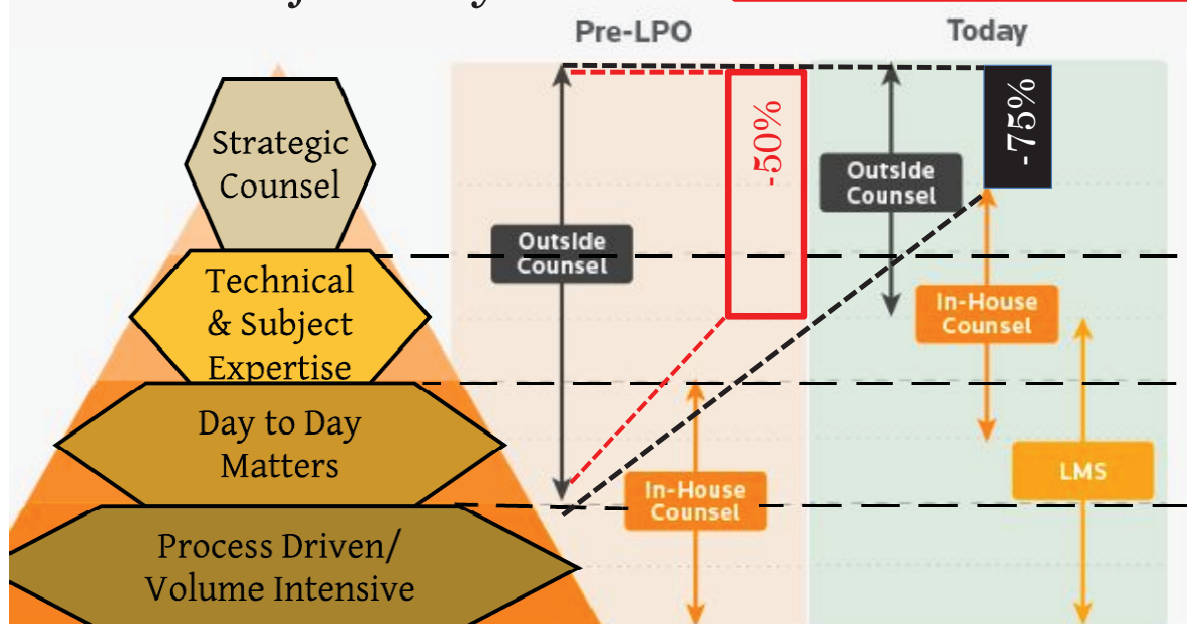 Pre-LPO
Today
Strategic
Counsel
Technical
& Subject
Expertise
Day to Day
Matters
Process Driven/
Volume Intensive
Outside
Counsel
In-House
Counsel
-50%
Outside
Counsel
-75%
In-House
Counsel
LMS